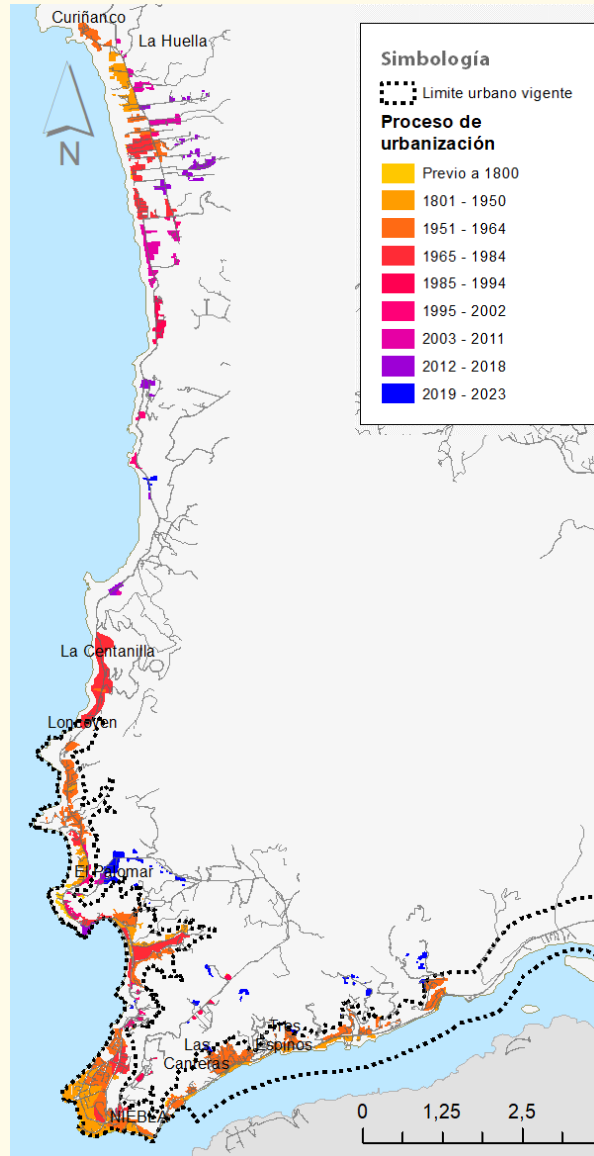 Curiñanco
La Huella
N
Simbología
Limite urbano vigente
Proceso de
urbanización
Previo a 1800
1801 - 1950
1951 - 1964
1965 - 1984
1985 - 1994
1995 - 2002
2003 - 2011
2012 - 2018
2019 - 2023
La Centanilla
Loncoyen
El Palomar
Tres
Espinos
Las
Canteras
NIEBLA
0 1,25 2,5